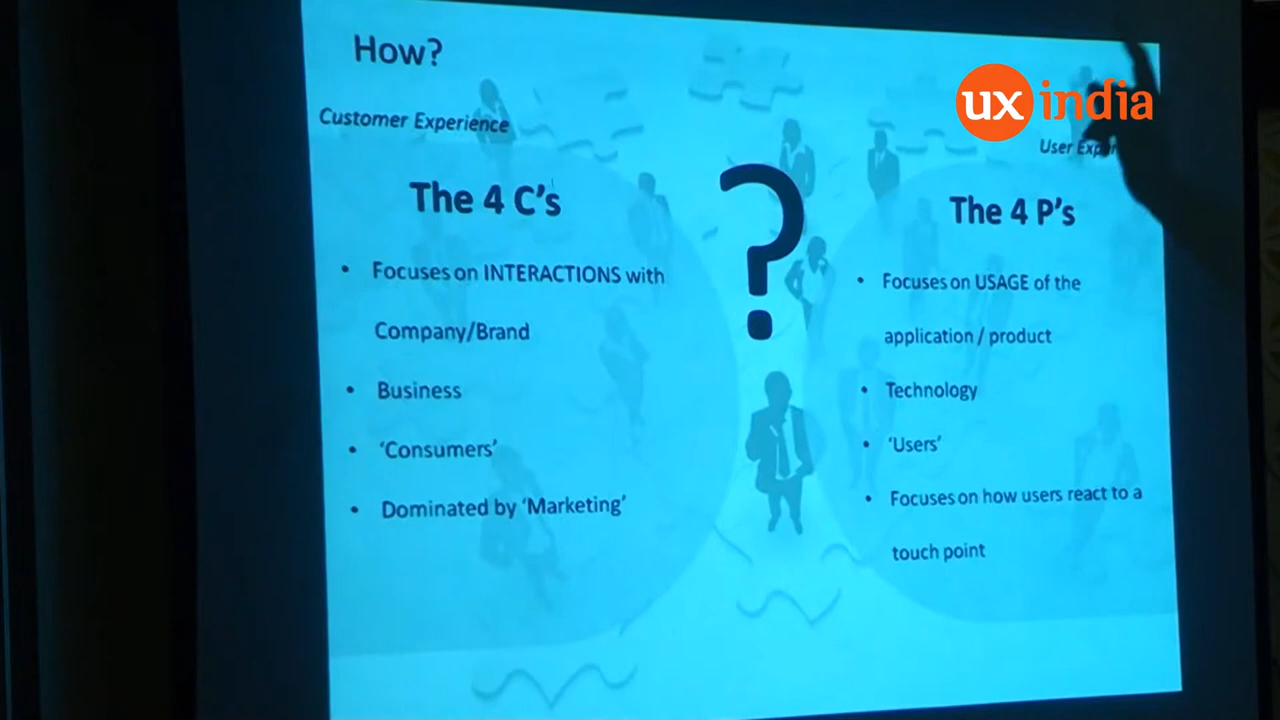 How?
ux india
Customer Experience
User
The 4 C's
The 4 P's
• Focuses on INTERACTIONS with
Company/Brand
• Business
• 'Consumers'
• Dominated by 'Marketing'
?
• Focuses on USAGE of the
application / product
• Technology
• 'Users'
• Focuses on how users react to a
touch point